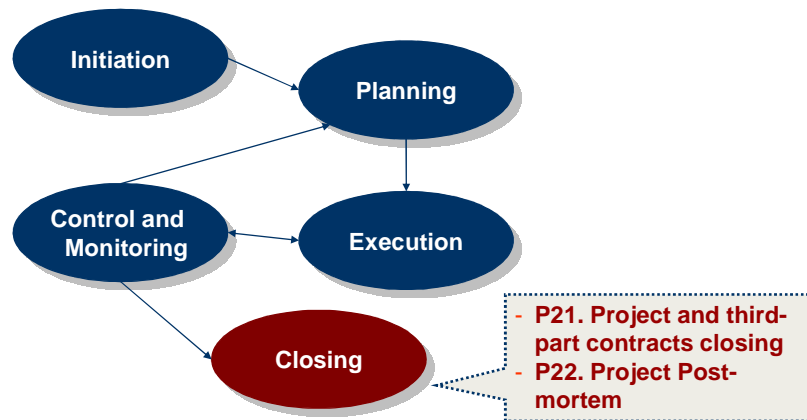 Initiation
Planning
Control and
Monitoring
Execution
Closing
- P21. Project and third-
part contracts closing
- P22. Project Post-
mortem